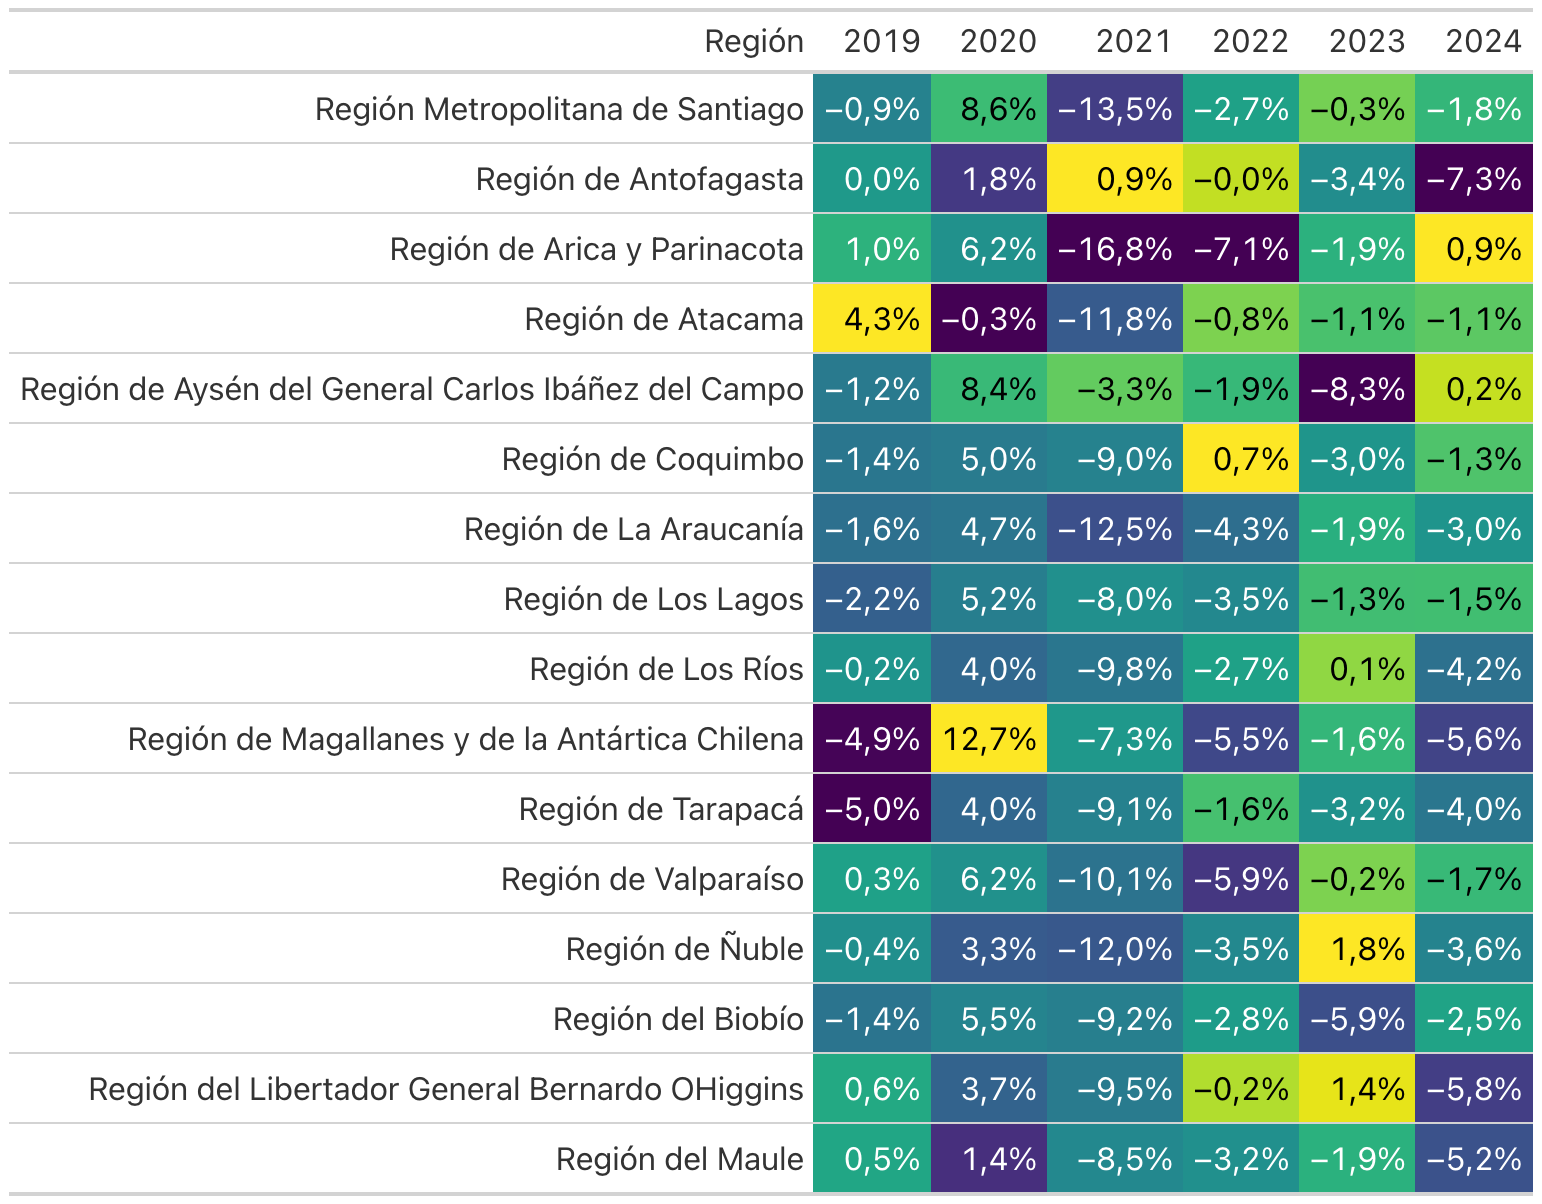 Región 2019 2020 2021 2022 2023 2024
Región Metropolitana de Santiago −0,9% 8,6% −13,5% −2,7% −0,3% −1,8%
Región de Antofagasta 0,0% 1,8% 0,9% −0,0% −3,4% −7,3%
Región de Arica y Parinacota 1,0% 6,2% −16,8% −7,1% −1,9% 0,9%
Región de Atacama 4,3% −0,3% −11,8% −0,8% −1,1% −1,1%
Región de Aysén del General Carlos Ibáñez del Campo −1,2% 8,4% −3,3% −1,9% −8,3% 0,2%
Región de Coquimbo −1,4% 5,0% −9,0% 0,7% −3,0% −1,3%
Región de La Araucanía −1,6% 4,7% −12,5% −4,3% −1,9% −3,0%
Región de Los Lagos −2,2% 5,2% −8,0% −3,5% −1,3% −1,5%
Región de Los Ríos −0,2% 4,0% −9,8% −2,7% 0,1% −4,2%
Región de Magallanes y de la Antártica Chilena −4,9% 12,7% −7,3% −5,5% −1,6% −5,6%
Región de Tarapacá −5,0% 4,0% −9,1% −1,6% −3,2% −4,0%
Región de Valparaíso 0,3% 6,2% −10,1% −5,9% −0,2% −1,7%
Región de Ñuble −0,4% 3,3% −12,0% −3,5% 1,8% −3,6%
Región del Biobío −1,4% 5,5% −9,2% −2,8% −5,9% −2,5%
Región del Libertador General Bernardo OHiggins 0,6% 3,7% −9,5% −0,2% 1,4% −5,8%
Región del Maule 0,5% 1,4% −8,5% −3,2% −1,9% −5,2%